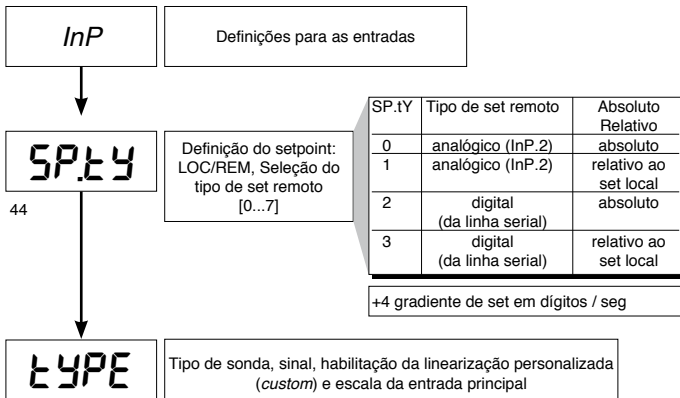 InP
Definições para as entradas
SP.tY
44
Definição do setpoint:
LOC/REM, Seleção do
tipo de set remoto
[0...7]
SP.tY Tipo de set remoto Absoluto
Relativo
0 analógico (InP.2) absoluto
1 analógico (InP.2) relativo ao
set local
2 digital absoluto
(da linha serial)
3 digital relativo ao
(da linha serial) set local
+4 gradiente de set em dígitos / seg
tYPE
Tipo de sonda, sinal, habilitação da linearização personalizada
(custom) e escala da entrada principal